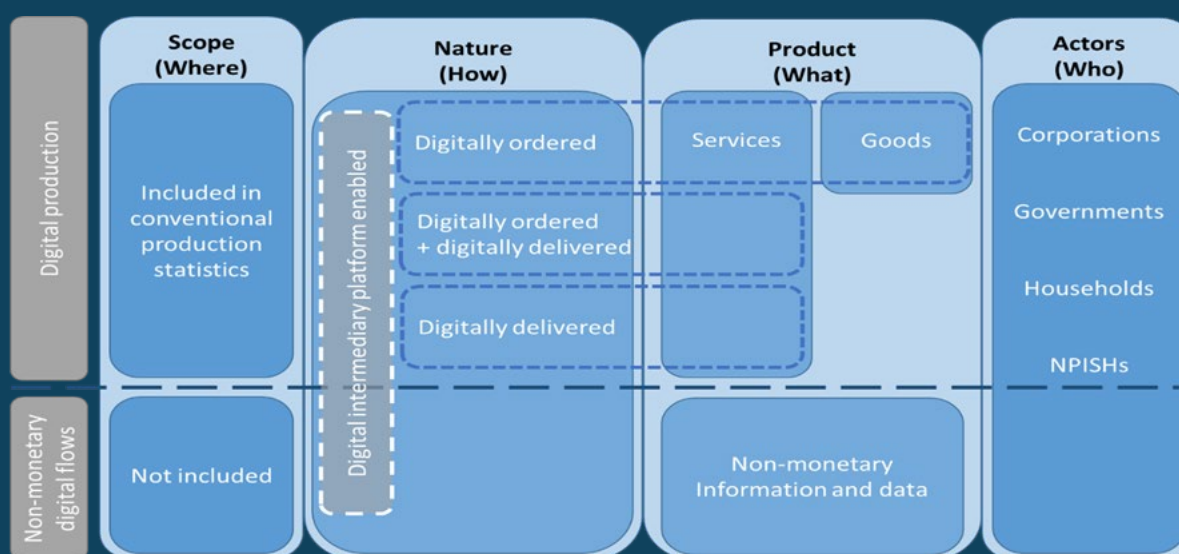 Scope
(Where)
Nature
(How)
Product
(What)
Actors
(Who)
Digital production
Included in
conventional
production
statistics
Digital intermediary platform enabled
Digitally ordered
Digitally ordered
+ digitally delivered
Digitally delivered
Services
Goods
Corporations
Governments
Households
NPISHs
Non-monetary
digital flows
Not included
Non-monetary
Information and data